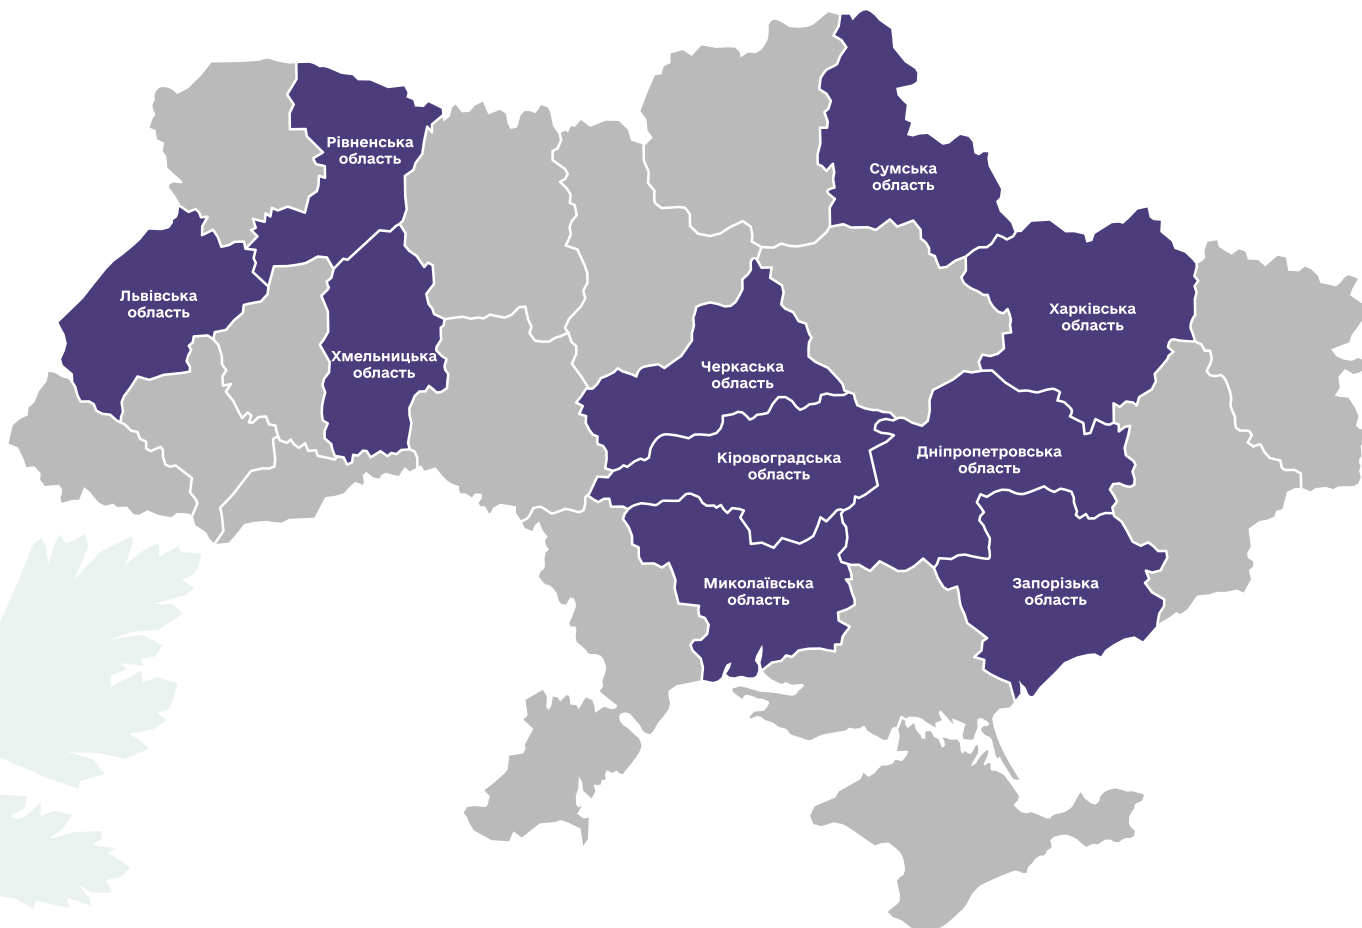 Рівненська
область
Сумська
область
Львівська
область
Харківська
область
Хмельницька
область
Черкаська
область
Кіровоградська
область
Дніпропетровська
область
Миколаївська
область
Запорізька
область